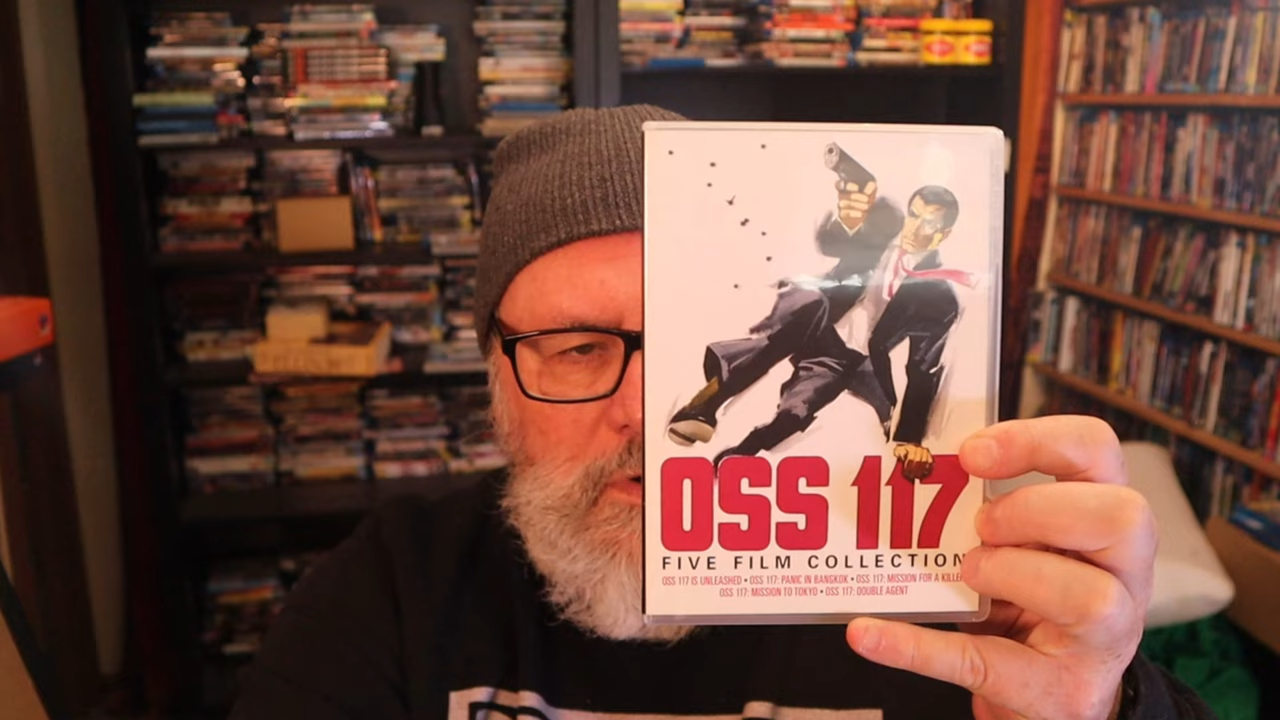 OSS 117
FIVE FILM COLLECTION
OSS 117 IS UNLEASHED • OSS 117: PANIC IN BANGKOK • OSS 117: MISSION FOR A KILLE
OSS 117: MISSION TO TOKYO • OSS 117: DOUBLE AGENT